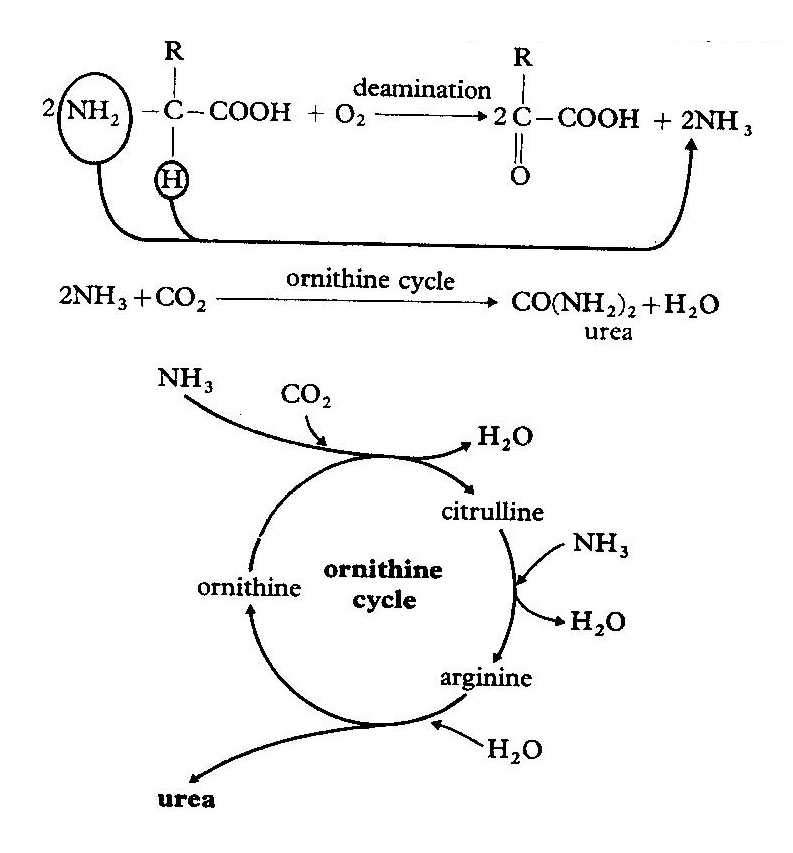 R R
deamination
2 NH₂ –C–COOH + O₂ → 2 C–COOH + 2NH₃
H O
ornithine cycle
2NH₃+CO₂ → CO(NH₂)₂+H₂O
urea
NH₃
CO₂
H₂O
citrulline
NH₃
ornithine
ornithine
cycle
H₂O
arginine
H₂O
urea